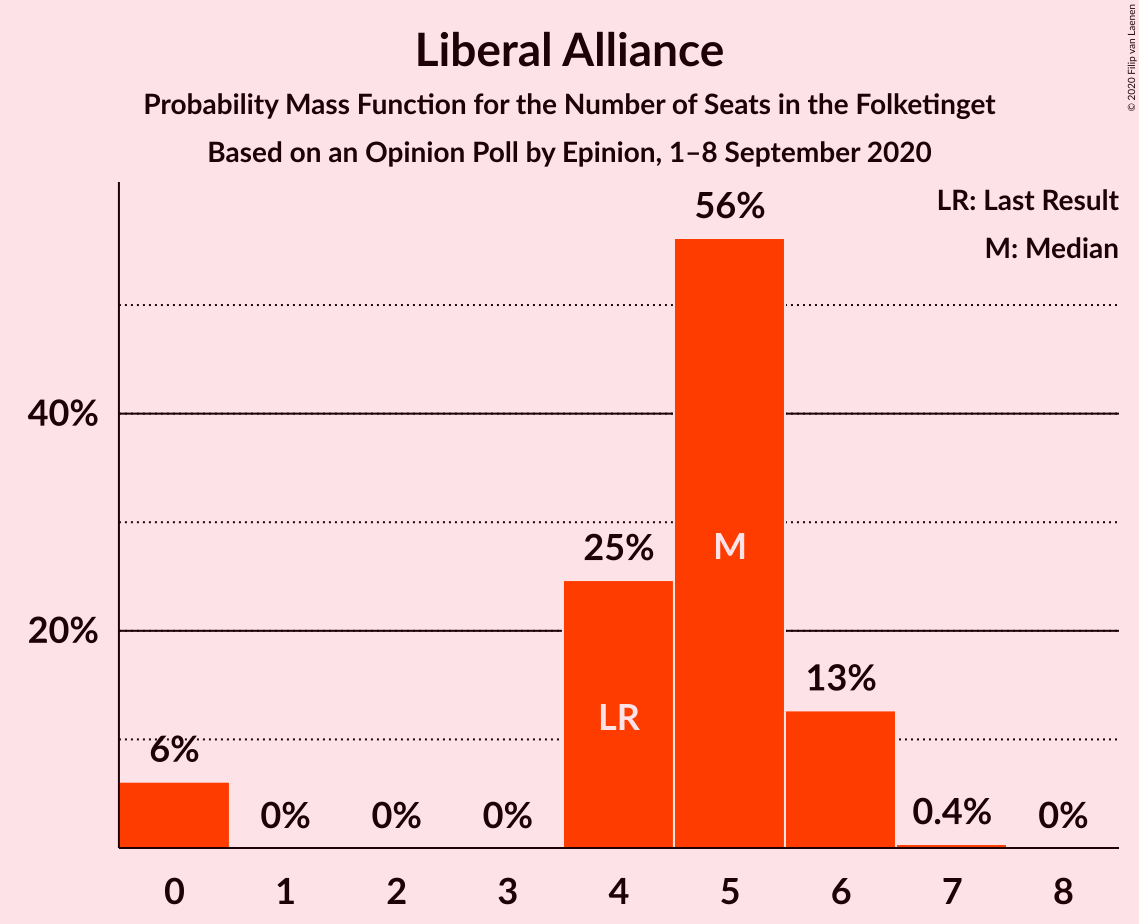 Liberal Alliance
Probability Mass Function for the Number of Seats in the Folketinget
Based on an Opinion Poll by Epinion, 1–8 September 2020
© 2020 Filip van Laenen
LR: Last Result
M: Median
56%
40%
25%
M
20%
13%
LR
6%
0%
0%
0%
0.4%
0%
0 1 2 3 4 5 6 7 8